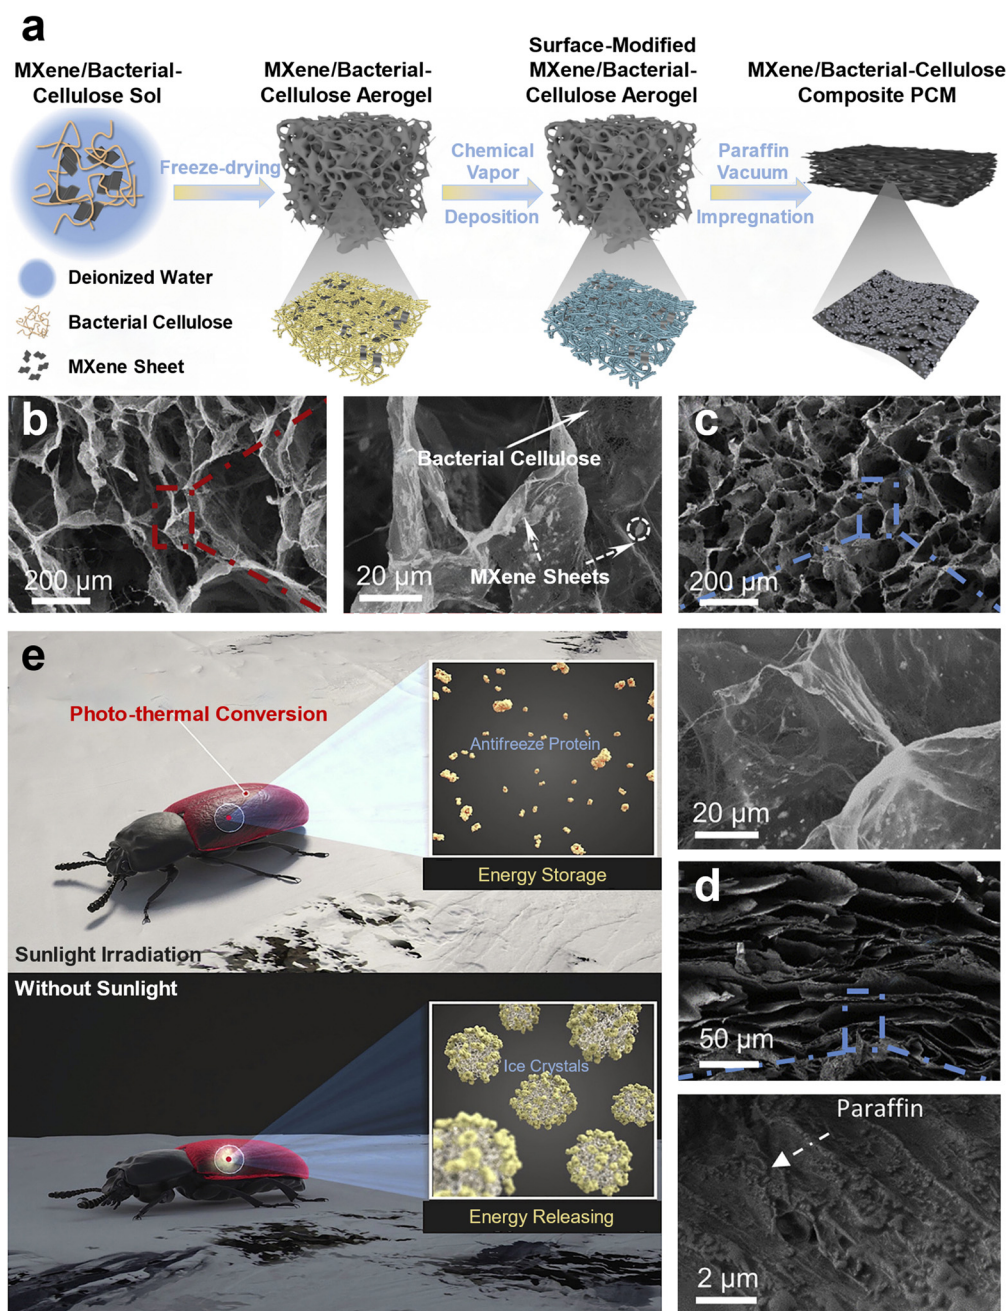 a
MXene/Bacterial-
Cellulose Sol
MXene/Bacterial-
Cellulose Aerogel
Surface-Modified
MXene/Bacterial-
Cellulose Aerogel
MXene/Bacterial-Cellulose
Composite PCM
Freeze-drying
Chemical
Vapor
Deposition
Paraffin
Vacuum
Impregnation
Deionized Water
Bacterial Cellulose
MXene Sheet
b
200 µm
Bacterial Cellulose
MXene Sheets
20 µm
c
200 µm
20 µm
d
50 µm
Paraffin
2 µm
e
Photo-thermal Conversion
Antifreeze Protein
Energy Storage
Sunlight Irradiation
Without Sunlight
Ice Crystals
Energy Releasing